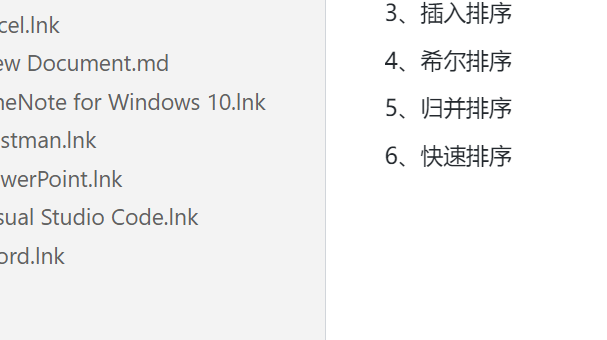 cel.lnk
ew Document.md
neNote for Windows 10.lnk
stman.lnk
werPoint.lnk
sual Studio Code.lnk
ord.lnk
3、插入排序
4、希尔排序
5、归并排序
6、快速排序